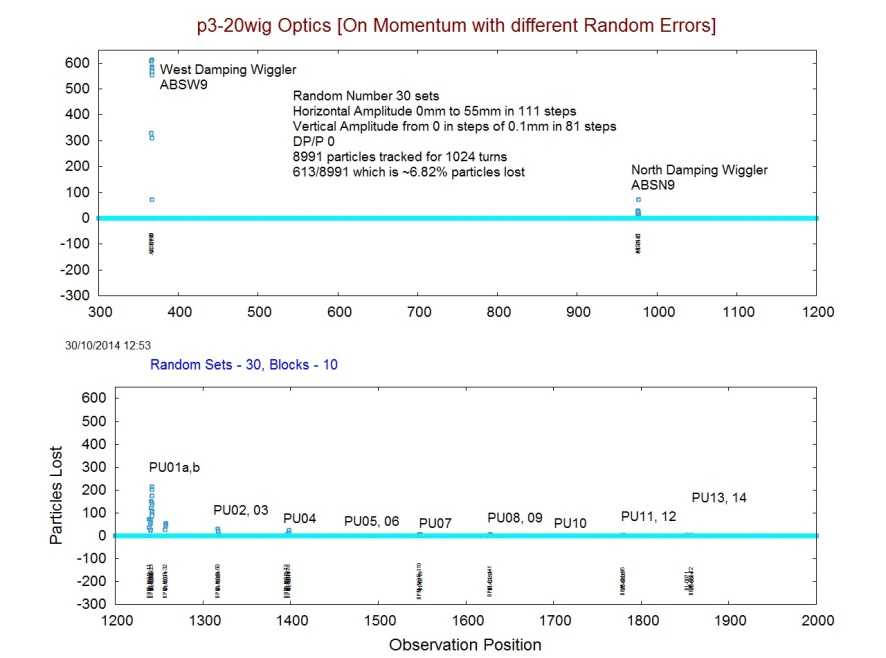 p3-20wig Optics [On Momentum with different Random Errors]
600
500
400
300
200
100
0
-100
-200
-300
West Damping Wiggler
ABSW9
Random Number 30 sets
Horizontal Amplitude 0mm to 55mm in 111 steps
Vertical Amplitude from 0 in steps of 0.1mm in 81 steps
DP/P 0
8991 particles tracked for 1024 turns
613/8991 which is ~6.82% particles lost
North Damping Wiggler
ABSN9
300 400 500 600 700 800 900 1000 1100 1200
30/10/2014 12:53
Random Sets - 30, Blocks - 10
Particles Lost
600
500
400
300
200
100
0
-100
-200
-300
PU01a,b
PU02, 03
PU04
PU05, 06
PU07
PU08, 09
PU10
PU11, 12
PU13, 14
1200 1300 1400 1500 1600 1700 1800 1900 2000
Observation Position